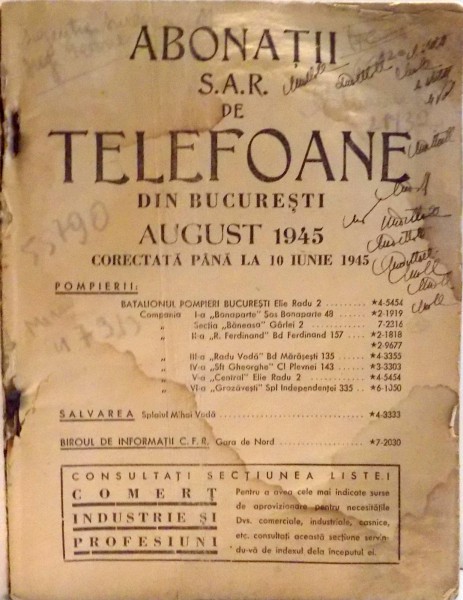 ABONAȚII
S.A.R.
DE
TELEFOANE
DIN BUCUREȘTI
AUGUST 1945
CORECTATĂ PÂNĂ LA 10 IUNIE 1945
POMPIERII:
BATALIONUL POMPIERI BUCUREȘTI Elie Radu 2 ........ ★4-5454
Compania I-a „Bonaparte" Șos Bonaparte 48 ........ ★2-1919
„ Secția „Băneasa" Gârlei 2 ........ 7-2316
„ II-a „R. Ferdinand" Bd Ferdinand 157 ........ ★2-1818
★2-9677
„ III-a „Radu Vodă" Bd Mărășești 135 ........ ★4-3355
„ IV-a „Sft Gheorghe" Cl Plevnei 143 ........ ★3-3303
„ V-a „Central" Elie Radu 2 ........ ★4-5454
„ VI-a „Grozăvești" Spl Independenței 335 .. ★6-1050
SALVAREA Splaiul Mihai Vodă ........ ★4-3333
BIROUL DE INFORMAȚII C.F.R. Gara de Nord ........ ★7-2030
CONSULTAȚI SECȚIUNEA LISTEI
COMERȚ
INDUSTRIE ȘI
PROFESIUNI
Pentru a avea cele mai indicate surse
de aprovizionare pentru necesitățile
Dvs. comerciale, industriale, casnice,
etc. consultați această secțiune servin-
du-vă de indexul dela începutul ei.